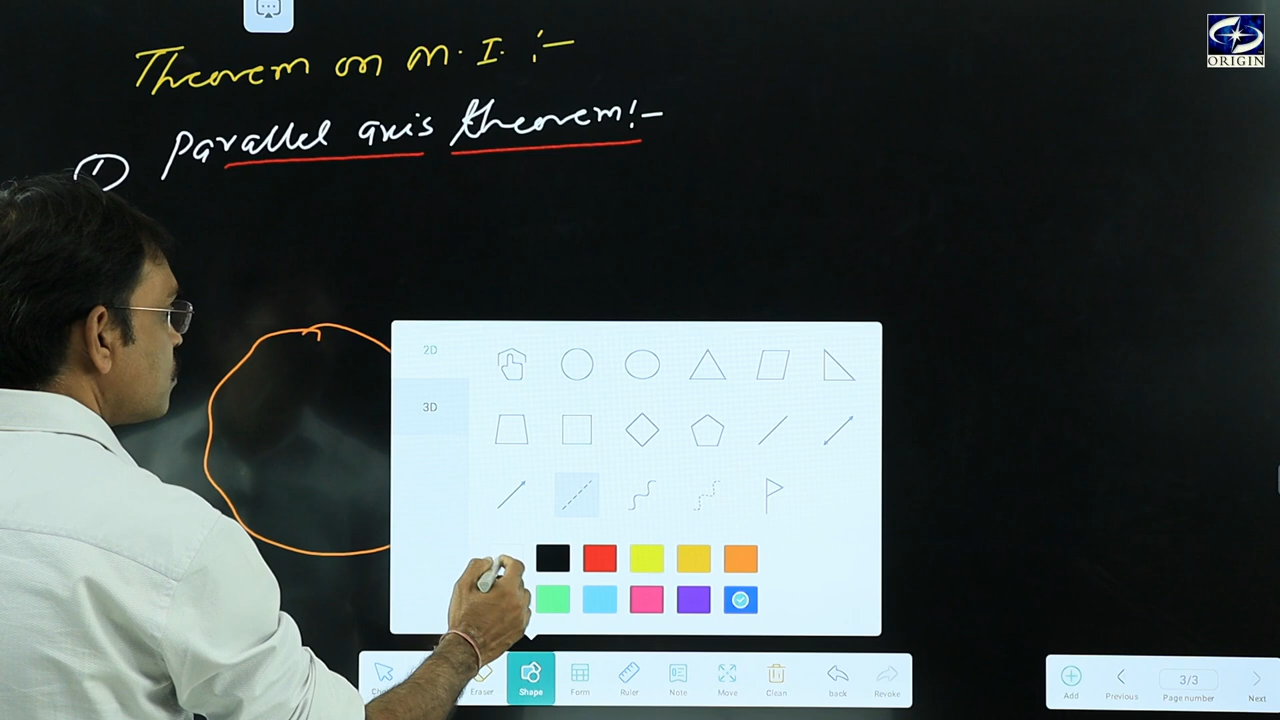 Theorem on M.I. :-
ORIGIN
① Parallel axis theorem:-
2D
3D
Eraser
Shape
Form
Ruler
Note
Move
Clean
back
Revoke
Add
Previous
3/3
Page number
Next